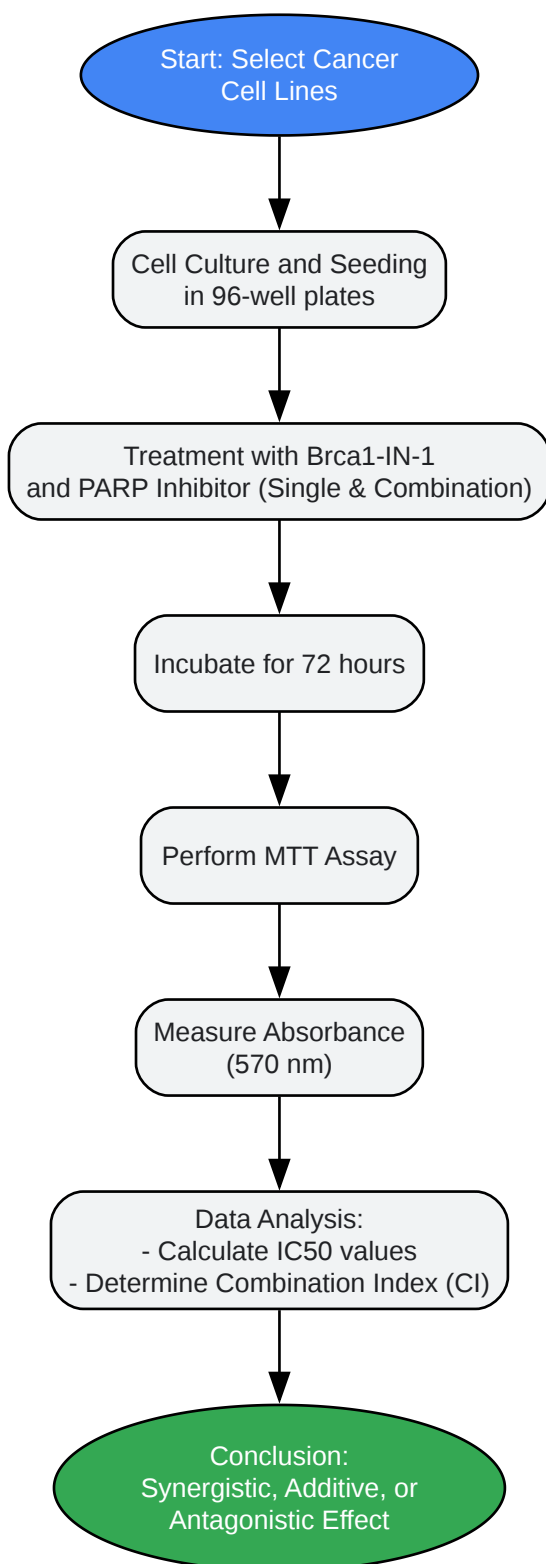 Start: Select Cancer
Cell Lines
Cell Culture and Seeding
in 96-well plates
Treatment with Brca1-IN-1
and PARP Inhibitor (Single & Combination)
Incubate for 72 hours
Perform MTT Assay
Measure Absorbance
(570 nm)
Data Analysis:
- Calculate IC50 values
- Determine Combination Index (CI)
Conclusion:
Synergistic, Additive, or
Antagonistic Effect